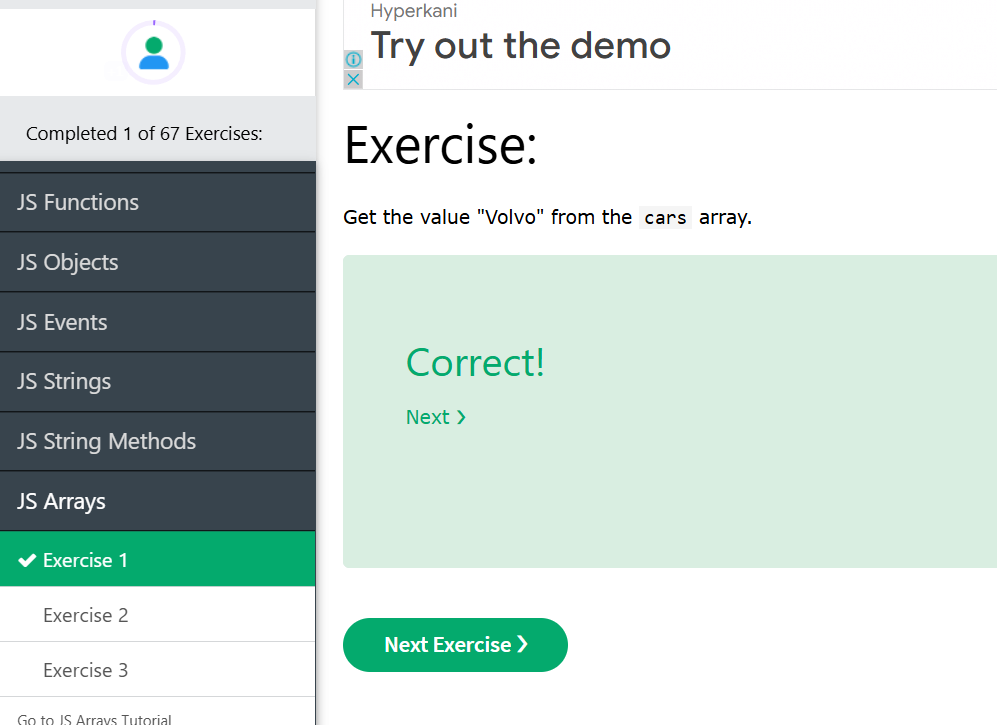 Hyperkani
Try out the demo
Completed 1 of 67 Exercises:
JS Functions
JS Objects
JS Events
JS Strings
JS String Methods
JS Arrays
Exercise 1
Exercise 2
Exercise 3
Go to JS Arrays Tutorial
Exercise:
Get the value "Volvo" from the cars array.
Correct!
Next ❯
Next Exercise ❯